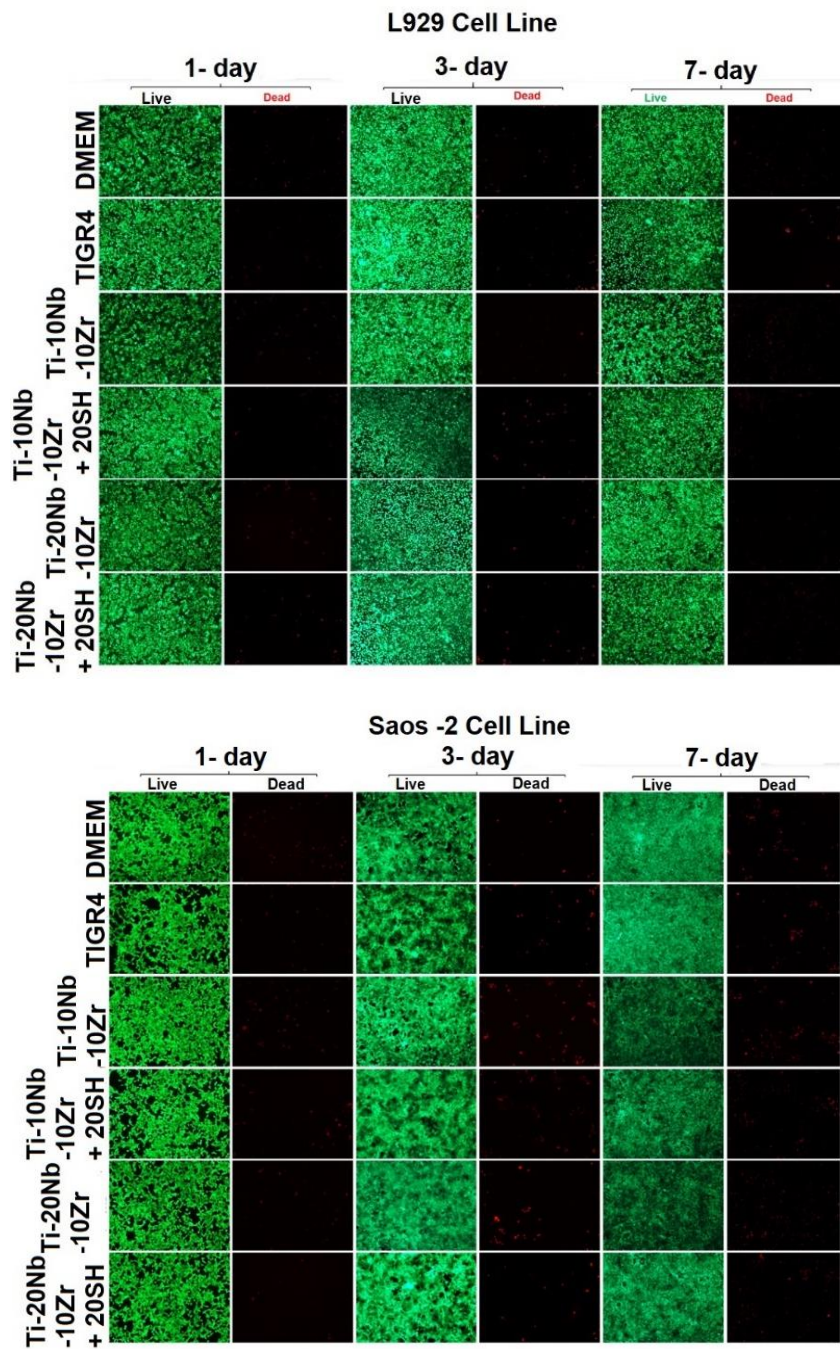 L929 Cell Line
1- day 3- day 7- day
Live Dead Live Dead Live Dead
DMEM
TIGR4
Ti-10Nb
-10Zr
Ti-10Nb
-10Zr
+ 20SH
Ti-20Nb
-10Zr
Ti-20Nb
-10Zr
+ 20SH
Saos -2 Cell Line
1- day 3- day 7- day
Live Dead Live Dead Live Dead
DMEM
TIGR4
Ti-10Nb
-10Zr
Ti-10Nb
-10Zr
+ 20SH
Ti-20Nb
-10Zr
Ti-20Nb
-10Zr
+ 20SH